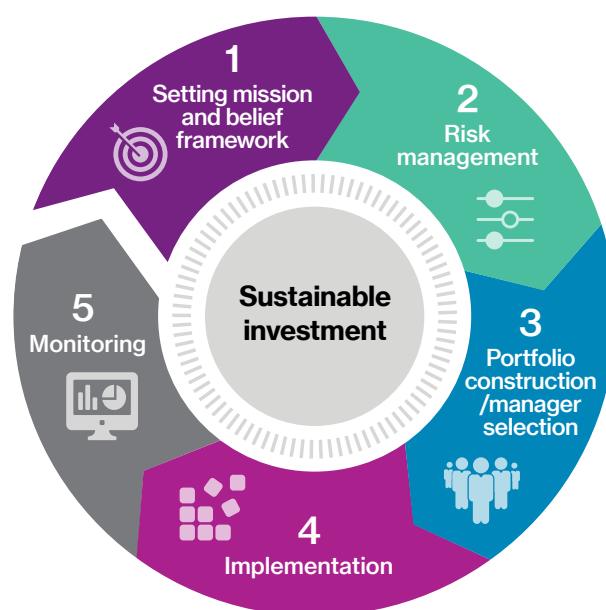 1
Setting mission
and belief
framework
2
Risk
management
3
Portfolio
construction
/manager
selection
4
Implementation
5
Monitoring
Sustainable
investment